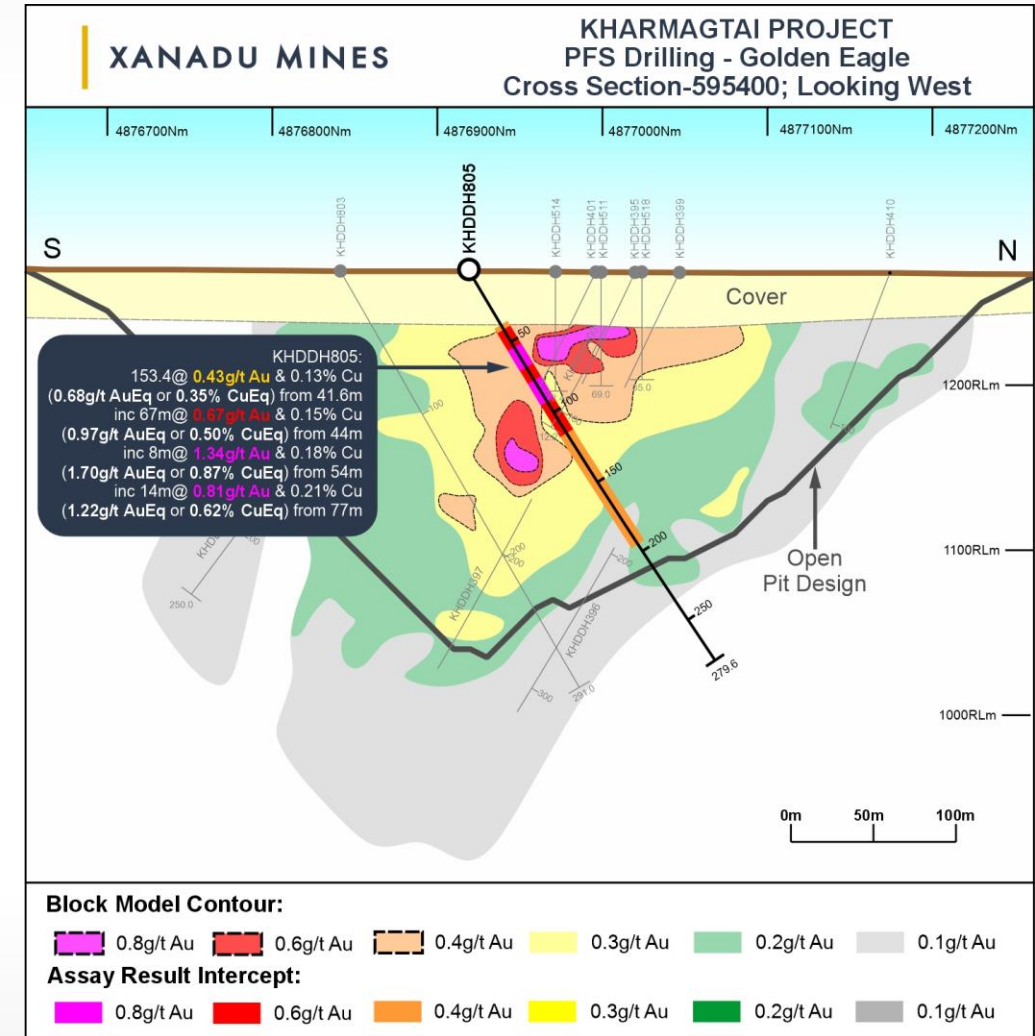 XANADU MINES
KHARMAGTAI PROJECT
PFS Drilling - Golden Eagle
Cross Section-595400; Looking West
4876700Nm
4876800Nm
4876900Nm
4877000Nm
4877100Nm
4877200Nm
KHDDH803
KHDDH805
KHDDH514
KHDDH401
KHDDH511
KHDDH395
KHDDH518
KHDDH399
KHDDH410
S
N
Cover
KHDDH805:
153.4@ 0.43g/t Au & 0.13% Cu
(0.68g/t AuEq or 0.35% CuEq) from 41.6m
inc 67m@ 0.67g/t Au & 0.15% Cu
(0.97g/t AuEq or 0.50% CuEq) from 44m
inc 8m@ 1.34g/t Au & 0.18% Cu
(1.70g/t AuEq or 0.87% CuEq) from 54m
inc 14m@ 0.81g/t Au & 0.21% Cu
(1.22g/t AuEq or 0.62% CuEq) from 77m
50
100
150
200
250
279.6
100
200
200
291.0
69.0
250.0
KHDDH397
KHDDH396
200
300
1200RLm
1100RLm
1000RLm
Open
Pit Design
0m 50m 100m
Block Model Contour:
0.8g/t Au 0.6g/t Au 0.4g/t Au 0.3g/t Au 0.2g/t Au 0.1g/t Au
Assay Result Intercept:
0.8g/t Au 0.6g/t Au 0.4g/t Au 0.3g/t Au 0.2g/t Au 0.1g/t Au